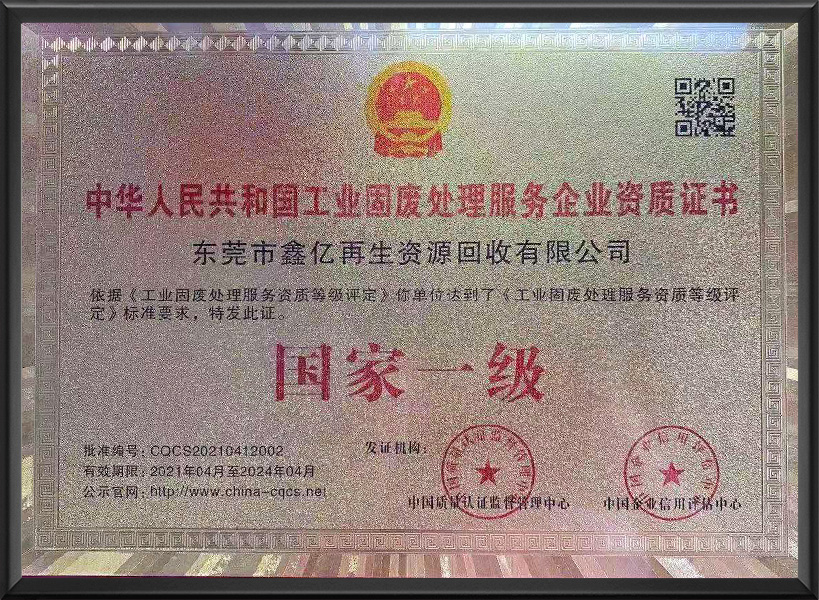 中华人民共和国工业固废处理服务企业资质证书
东莞市鑫亿再生资源回收有限公司
依据《工业固废处理服务资质等级评定》你单位达到了《工业固废处理服务资质等级评
定》标准要求，特发此证。
国家一级
批准编号：CQCS20210412002
有效期限：2021年04月至2024年04月
公示官网：http://www.china-cqcs.net
发证机构：
中国质量认证监督管理中心
中国企业信用评估中心